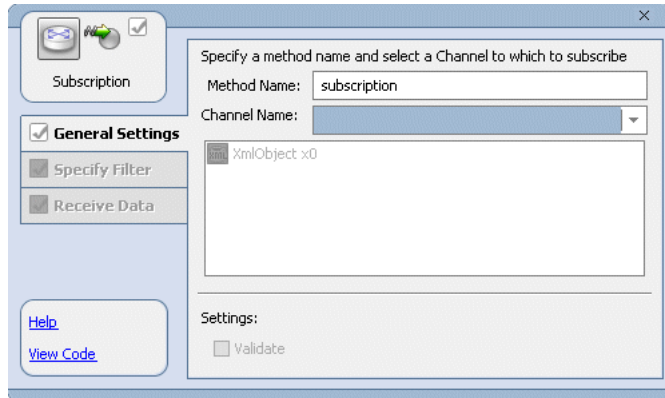 Subscription
General Settings
Specify Filter
Receive Data
Help
View Code
Specify a method name and select a Channel to which to subscribe
Method Name: subscription
Channel Name:
XmlObject x0
Settings:
Validate